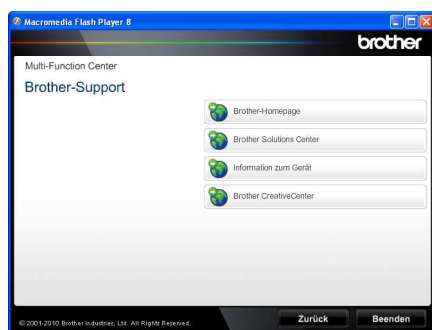 Macromedia Flash Player 8
brother
Multi-Function Center
Brother-Support
Brother-Homepage
Brother Solutions Center
Information zum Gerät
Brother CreativeCenter
© 2001-2010 Brother Industries, Ltd. All Rights Reserved.
Zurück
Beenden